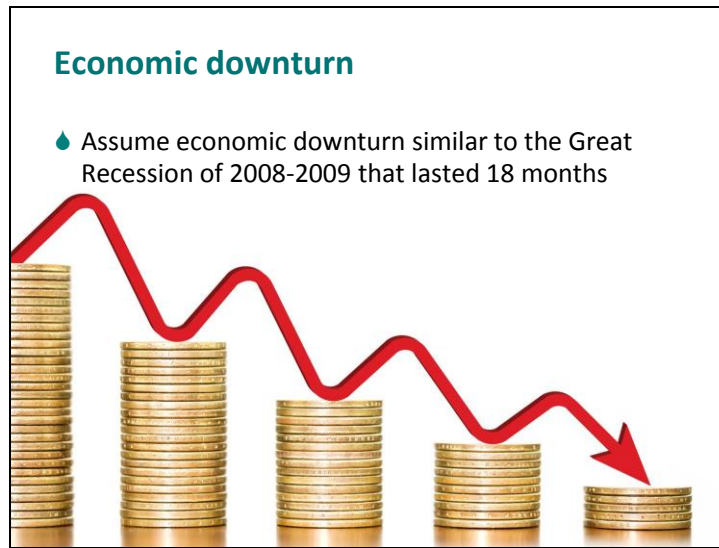 Economic downturn
Assume economic downturn similar to the Great
Recession of 2008-2009 that lasted 18 months